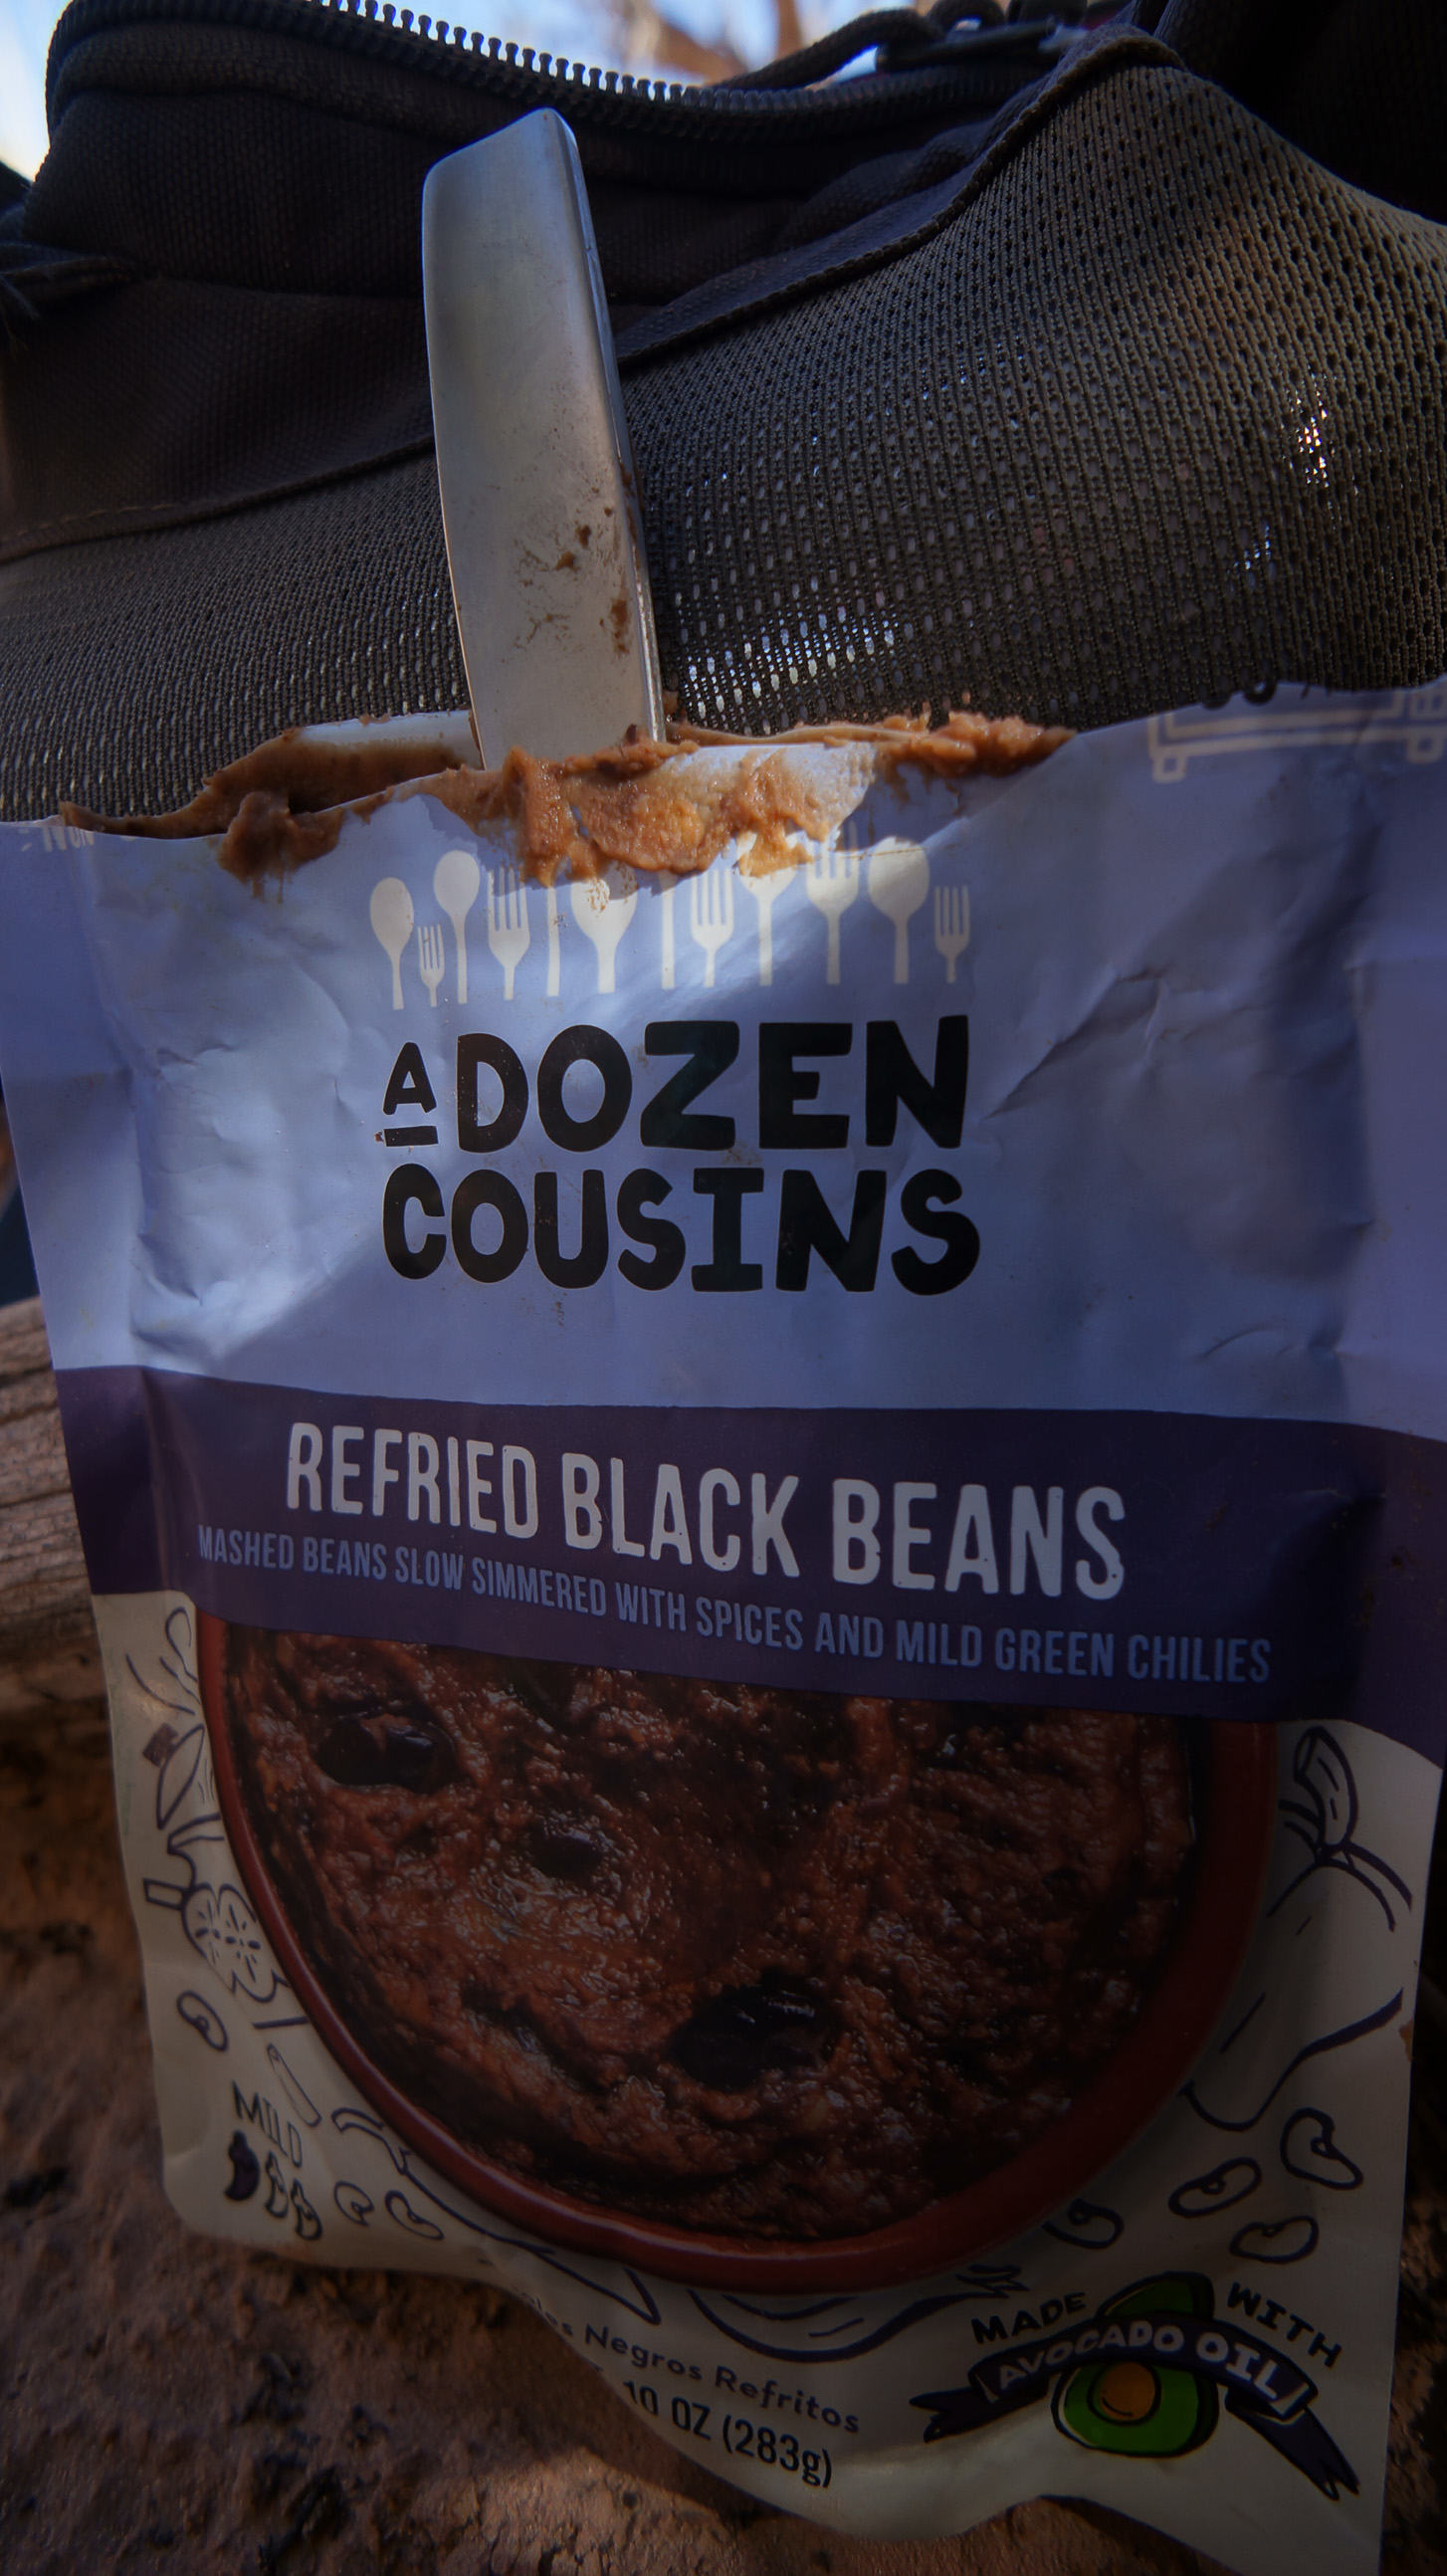 A DOZEN
COUSINS
REFRIED BLACK BEANS
MASHED BEANS SLOW SIMMERED WITH SPICES AND MILD GREEN CHILIES
MILD
MADE WITH
AVOCADO OIL
Negros Refritos
10 OZ (283g)